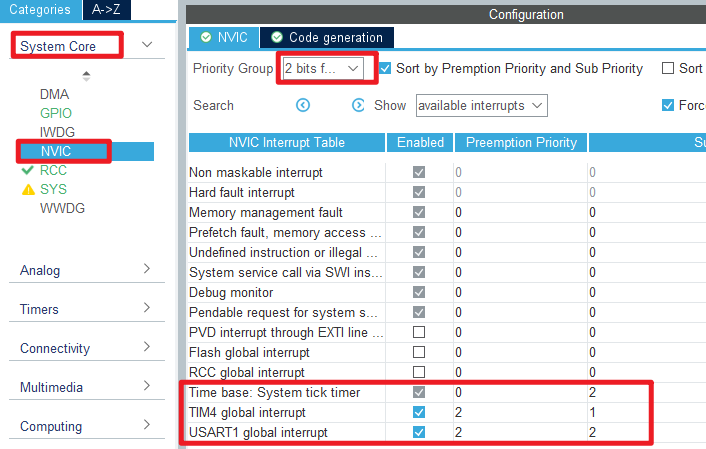 Categories A->Z
System Core
DMA
GPIO
IWDG
NVIC
RCC
SYS
WWDG
Analog
Timers
Connectivity
Multimedia
Computing
Configuration
NVIC Code generation
Priority Group 2 bits f... Sort by Premption Priority and Sub Priority Sort
Search Show available interrupts Forc
NVIC Interrupt Table Enabled Preemption Priority Su
Non maskable interrupt 0 0
Hard fault interrupt 0 0
Memory management fault 0 0
Prefetch fault, memory access ... 0 0
Undefined instruction or illegal ... 0 0
System service call via SWI ins... 0 0
Debug monitor 0 0
Pendable request for system s... 0 0
PVD interrupt through EXTI line ... 0 0
Flash global interrupt 0 0
RCC global interrupt 0 0
Time base: System tick timer 0 2
TIM4 global interrupt 2 1
USART1 global interrupt 2 2